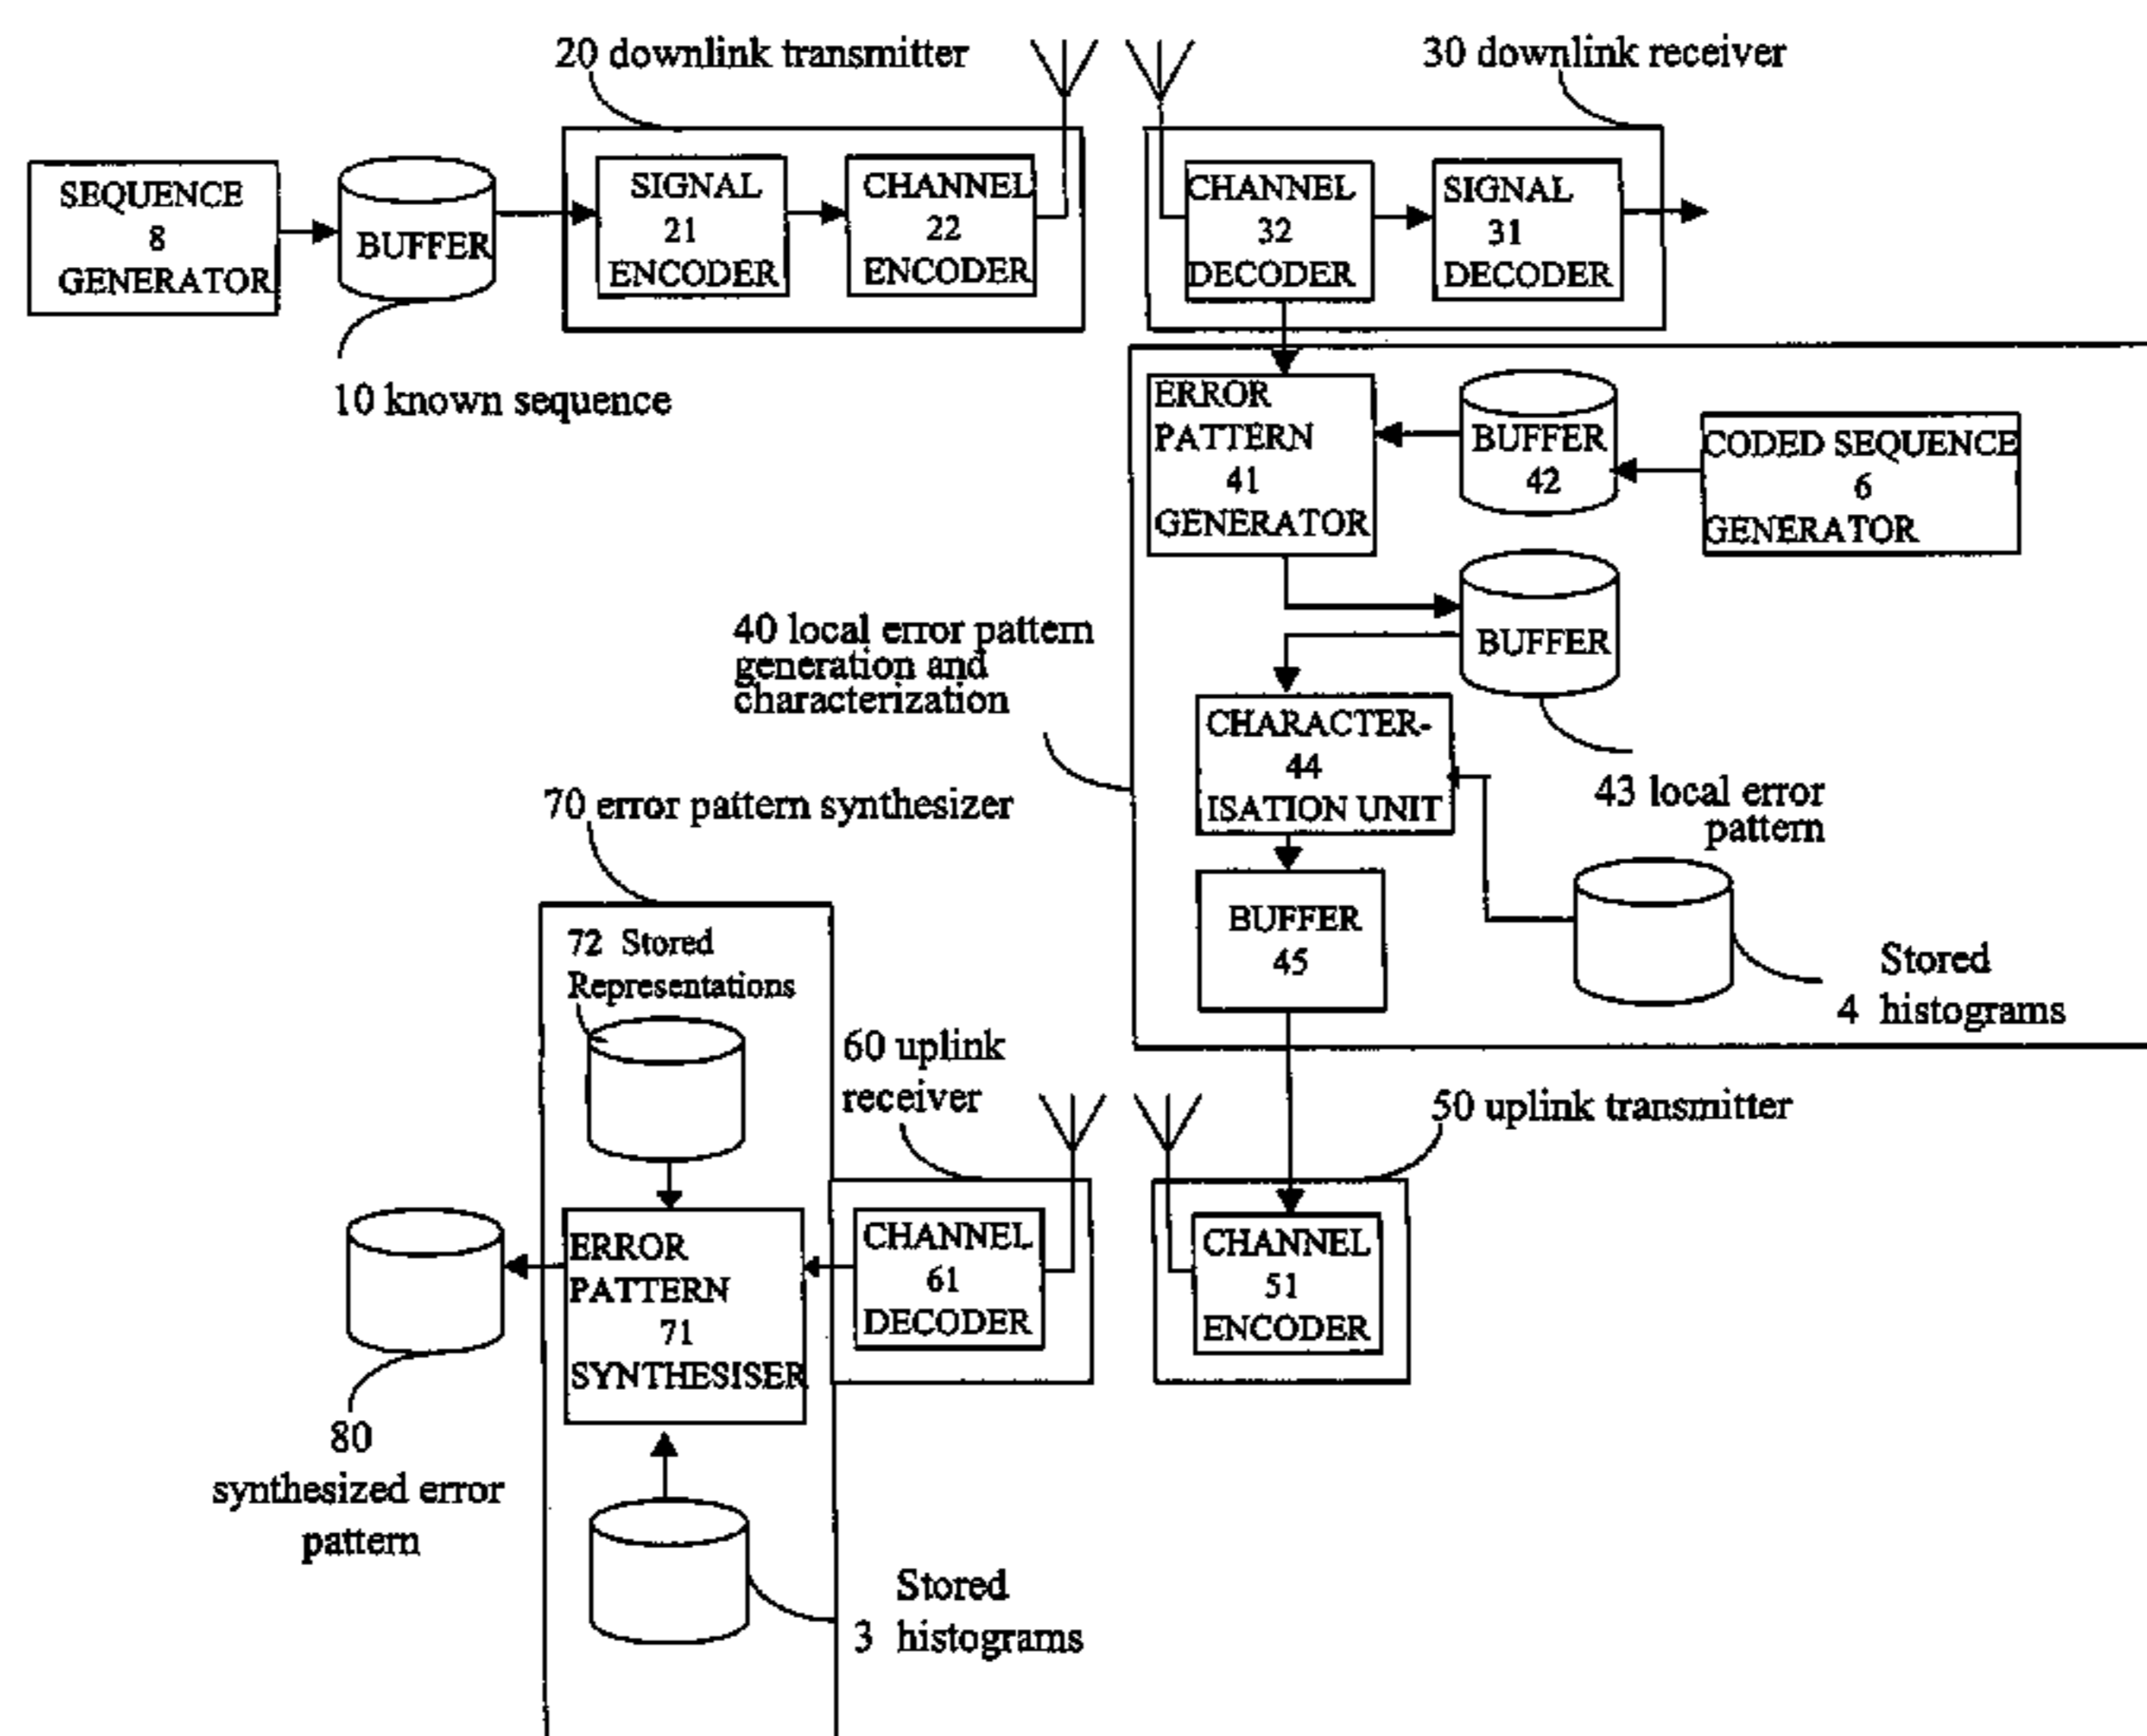 20 downlink transmitter
30 downlink receiver
SEQUENCE
8
GENERATOR
BUFFER
SIGNAL
21
ENCODER
CHANNEL
22
ENCODER
CHANNEL
32
DECODER
SIGNAL
31
DECODER
10 known sequence
ERROR
PATTERN
41
GENERATOR
BUFFER
42
CODED SEQUENCE
6
GENERATOR
40 local error pattern
generation and
characterization
BUFFER
CHARACTER-
44
ISATION UNIT
43 local error
pattern
70 error pattern synthesizer
BUFFER
45
Stored
4 histograms
72 Stored
Representations
60 uplink
receiver
50 uplink transmitter
ERROR
PATTERN
71
SYNTHESISER
CHANNEL
61
DECODER
CHANNEL
51
ENCODER
80
synthesized error
pattern
Stored
3 histograms